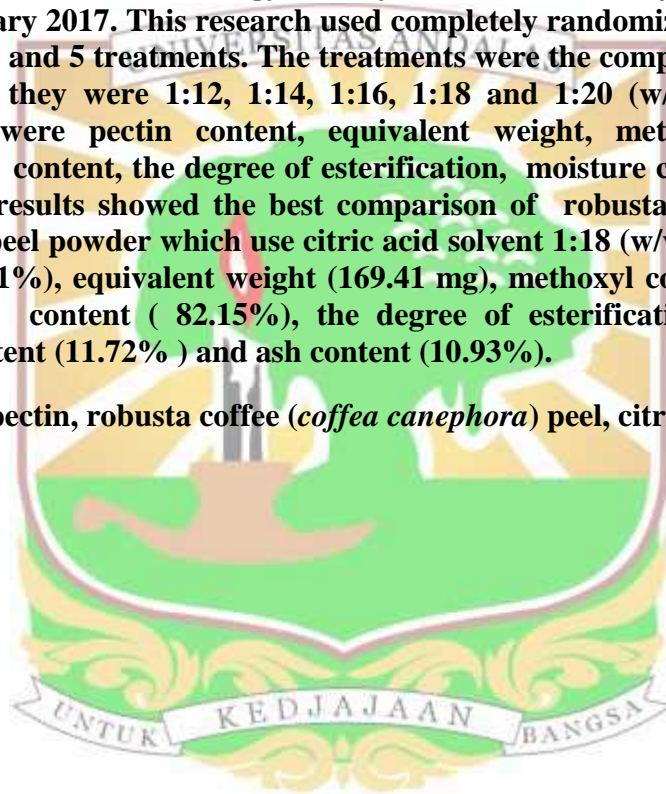 ary 2017. This research used completely randomiz
and 5 treatments. The treatments were the comp
they were 1:12, 1:14, 1:16, 1:18 and 1:20 (w/
were pectin content, equivalent weight, met
content, the degree of esterification, moisture c
results showed the best comparison of robusta
peel powder which use citric acid solvent 1:18 (w/v
1%), equivalent weight (169.41 mg), methoxyl co
content ( 82.15%), the degree of esterificati
tent (11.72% ) and ash content (10.93%).
pectin, robusta coffee (coffea canephora) peel, citr
UNIVERSITAS ANDALAS
UNTUK KEDJAJAAN BANGSA